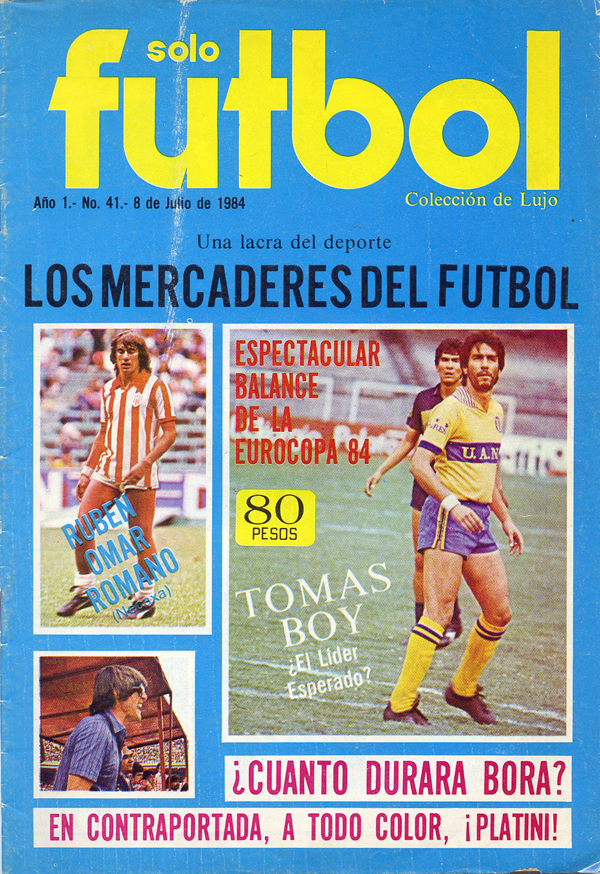 solo
futbol
Año 1.- No. 41.- 8 de Julio de 1984
Colección de Lujo
Una lacra del deporte
LOS MERCADERES DEL FUTBOL
ESPECTACULAR
BALANCE
DE LA
EUROCOPA 84
80
PESOS
U.A.N
RUBEN
OMAR
ROMANO
(Necaxa)
TOMAS
BOY
¿El Líder
Esperado?
¿CUANTO DURARA BORA?
EN CONTRAPORTADA, A TODO COLOR, ¡PLATINI!